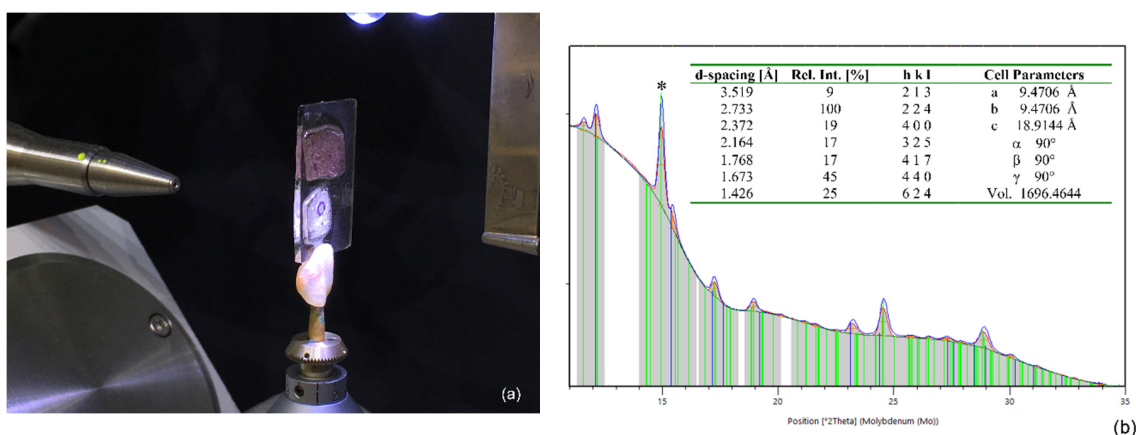 (a)
*
d-spacing [Å] Rel. Int. [%] h k l Cell Parameters
3.519 9 2 1 3 a 9.4706 Å
2.733 100 2 2 4 b 9.4706 Å
2.372 19 4 0 0 c 18.9144 Å
2.164 17 3 2 5 α 90°
1.768 17 4 1 7 β 90°
1.673 45 4 4 0 γ 90°
1.426 25 6 2 4 Vol. 1696.4644
15 20 25 30 35
Position [°2Theta] (Molybdenum (Mo))
(b)